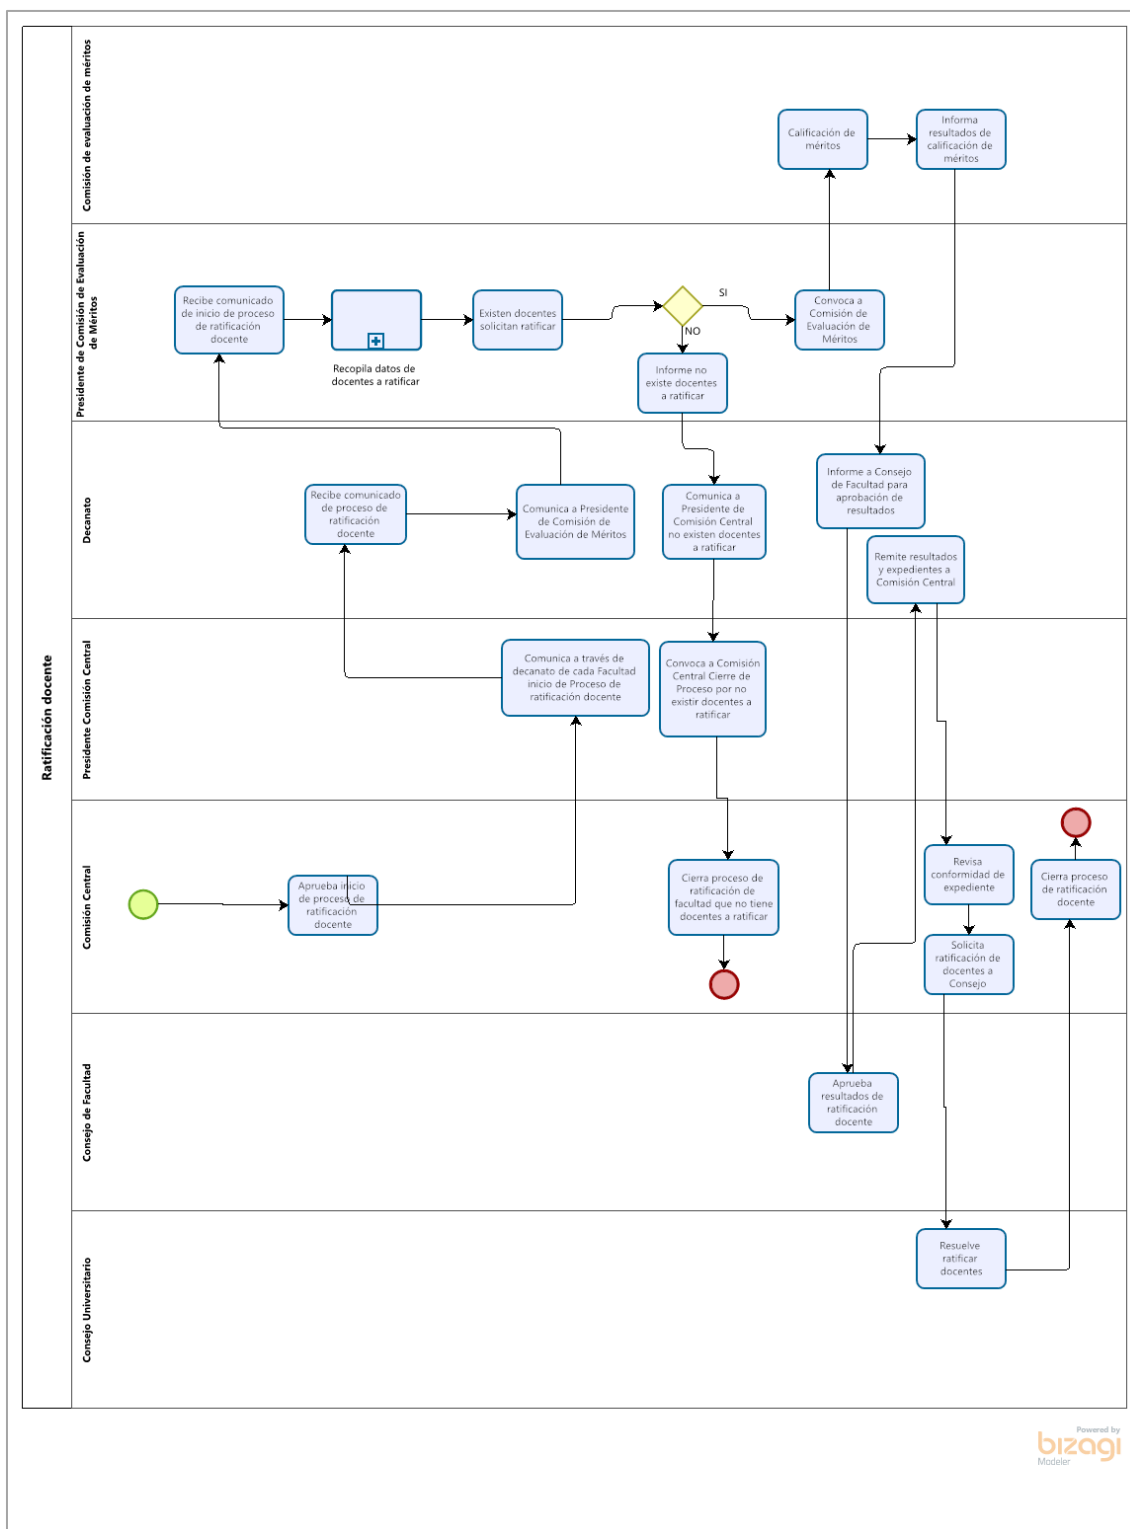 Ratificación docente
Comisión de evaluación de méritos
Calificación de
méritos
Informa
resultados de
calificación de
méritos
Presidente de Comisión de Evaluación
de Méritos
Recibe comunicado
de inicio de proceso
de ratificación
docente
Recopila datos de
docentes a ratificar
Existen docentes
solicitan ratificar
SI
NO
Convoca a
Comisión de
Evaluación de
Méritos
Informe no
existe docentes
a ratificar
Decanato
Recibe comunicado
de proceso de
ratificación
docente
Comunica a Presidente
de Comisión de
Evaluación de Méritos
Comunica a
Presidente de
Comisión Central
no existen docentes
a ratificar
Informe a Consejo
de Facultad para
aprobación de
resultados
Remite resultados
y expedientes a
Comisión Central
Presidente Comisión Central
Comunica a través de
decanato de cada Facultad
inicio de Proceso de
ratificación docente
Convoca a Comisión
Central Cierre de
Proceso por no
existir docentes a
ratificar
Comisión Central
Aprueba inicio
de proceso de
ratificación
docente
Cierra proceso de
ratificación de
facultad que no tiene
docentes a ratificar
Revisa
conformidad de
expediente
Cierra proceso
de ratificación
docente
Solicita
ratificación de
docentes a
Consejo
Consejo de Facultad
Aprueba
resultados de
ratificación
docente
Consejo Universitario
Resuelve
ratificar
docentes
Powered by
bizagi
Modeler